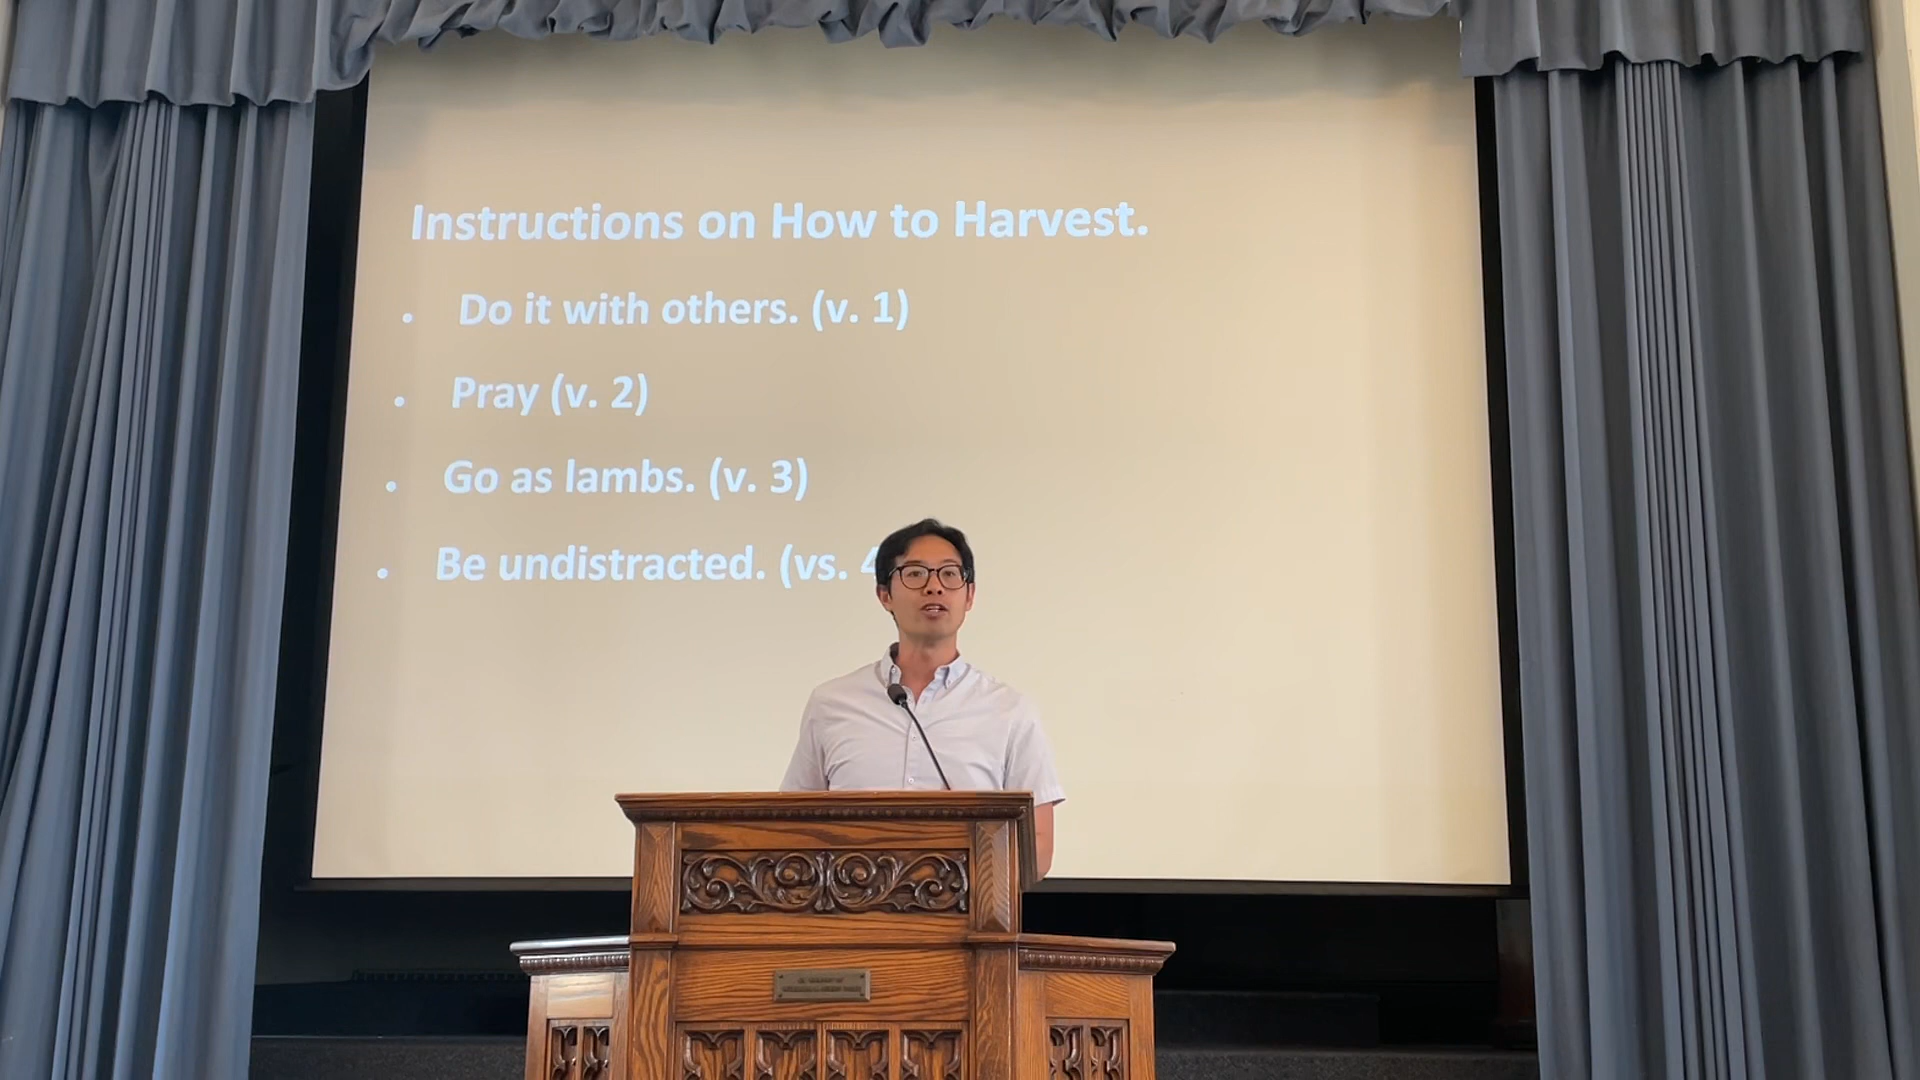 Instructions on How to Harvest.
• Do it with others. (v. 1)
• Pray (v. 2)
• Go as lambs. (v. 3)
• Be undistracted. (vs. 4